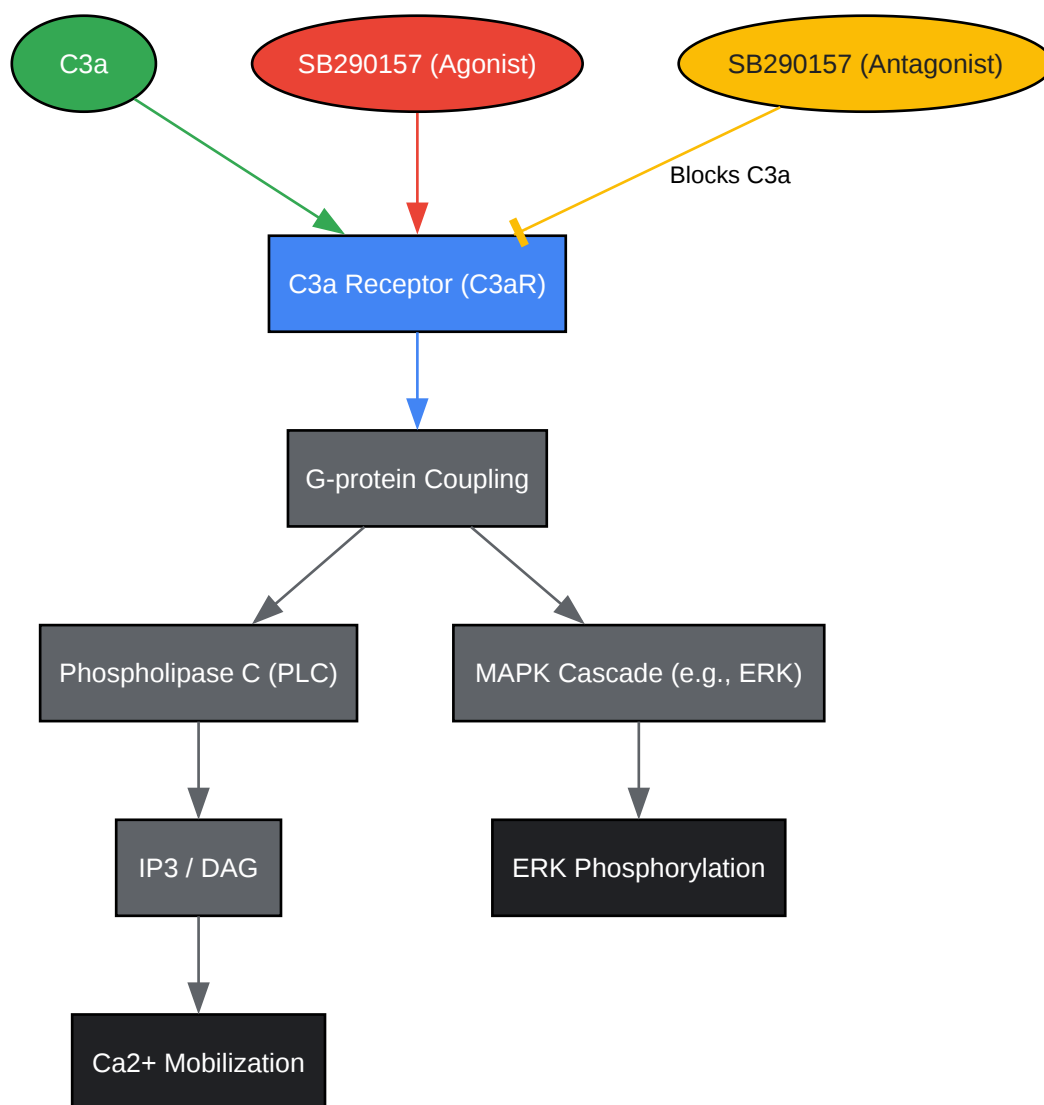 C3a
SB290157 (Agonist)
SB290157 (Antagonist)
Blocks C3a
C3a Receptor (C3aR)
G-protein Coupling
Phospholipase C (PLC)
MAPK Cascade (e.g., ERK)
IP3 / DAG
ERK Phosphorylation
Ca2+ Mobilization